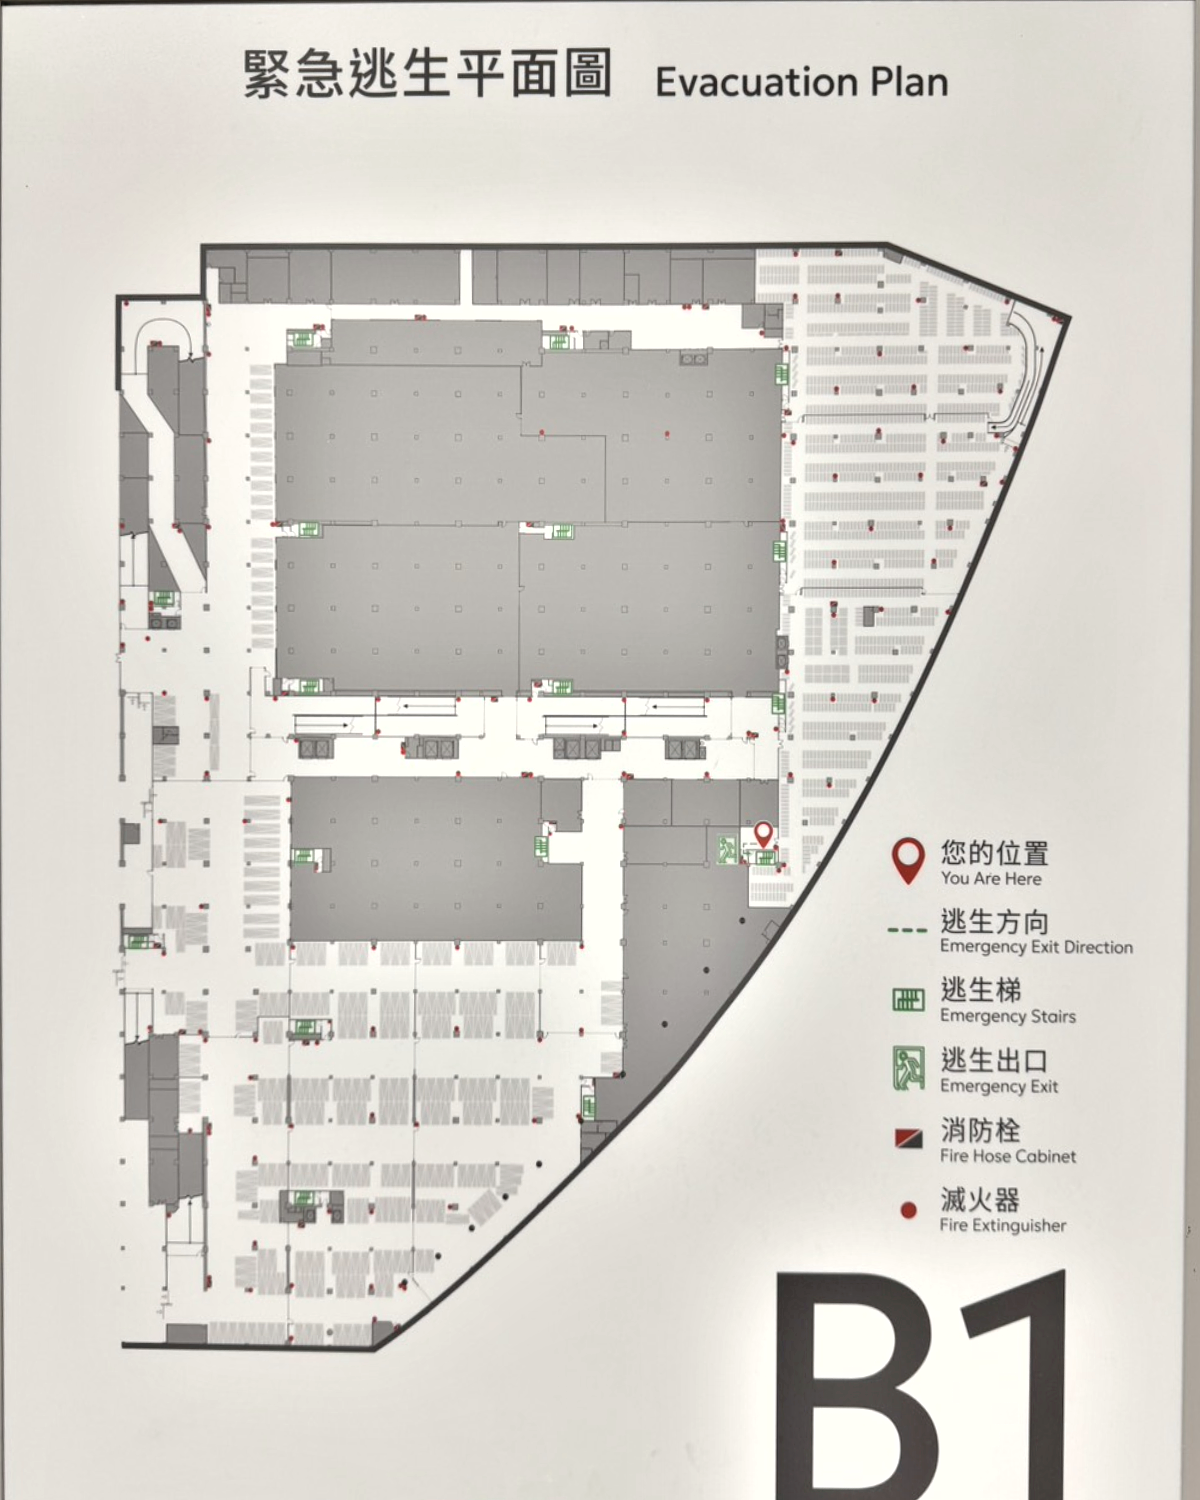 緊急逃生平面圖 Evacuation Plan
您的位置
You Are Here
逃生方向
Emergency Exit Direction
逃生梯
Emergency Stairs
逃生出口
Emergency Exit
消防栓
Fire Hose Cabinet
滅火器
Fire Extinguisher
B1